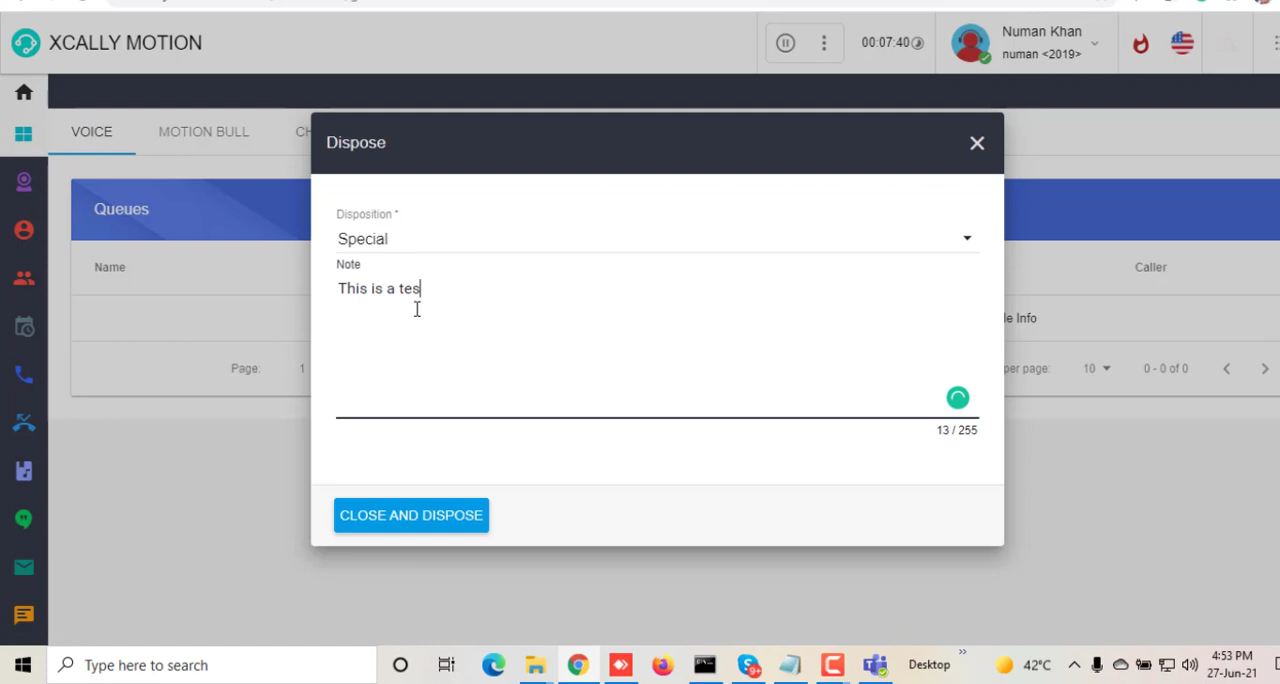 XCALLY MOTION
00:07:40
Numan Khan
numan <2019>
VOICE
MOTION BULL
CH
Dispose
Queues
Disposition *
Special
Note
This is a tes
Name
Caller
le Info
Page:
1
per page:
10
0 - 0 of 0
13 / 255
CLOSE AND DISPOSE
Type here to search
Desktop
42°C
4:53 PM
27-Jun-21